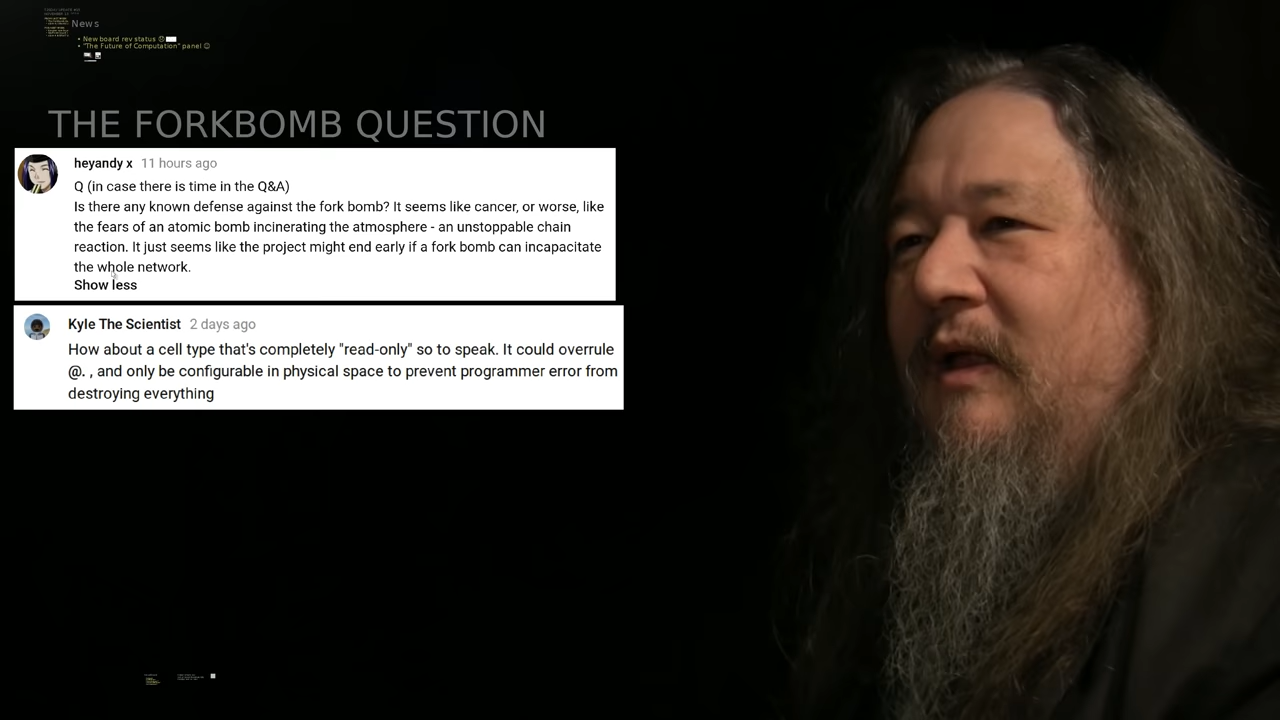 News
• New board rev status
• "The Future of Computation" panel
THE FORKBOMB QUESTION
heyandy x 11 hours ago
Q (in case there is time in the Q&A)
Is there any known defense against the fork bomb? It seems like cancer, or worse, like
the fears of an atomic bomb incinerating the atmosphere - an unstoppable chain
reaction. It just seems like the project might end early if a fork bomb can incapacitate
the whole network.
Show less
Kyle The Scientist 2 days ago
How about a cell type that's completely "read-only" so to speak. It could overrule
@. , and only be configurable in physical space to prevent programmer error from
destroying everything